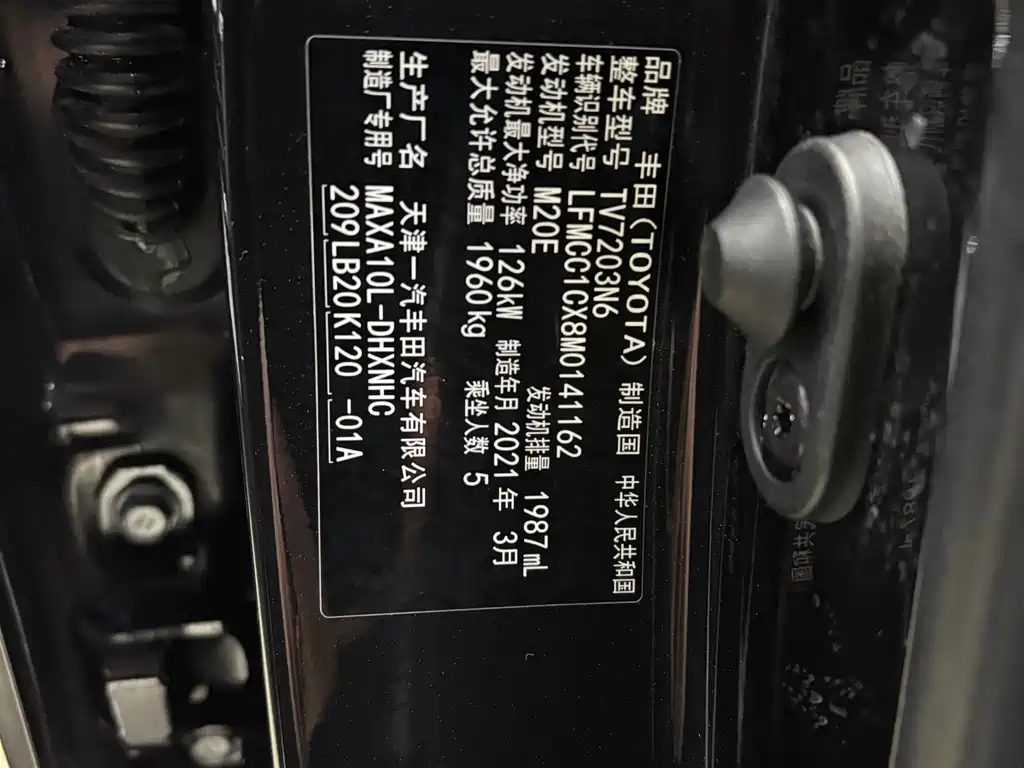 品牌 丰田(TOYOTA) 制造国 中华人民共和国
整车型号 TV7203N6
车辆识别代号 LFMCC1CX8M0141162
发动机型号 M20E 发动机排量 1987mL
发动机最大净功率 126kW 制造年月 2021年 3月
最大允许总质量 1960kg 乘坐人数 5
生产厂名 天津一汽丰田汽车有限公司
制造厂专用号 MAXA10L-DHXNHC
209LB20K120 -01A